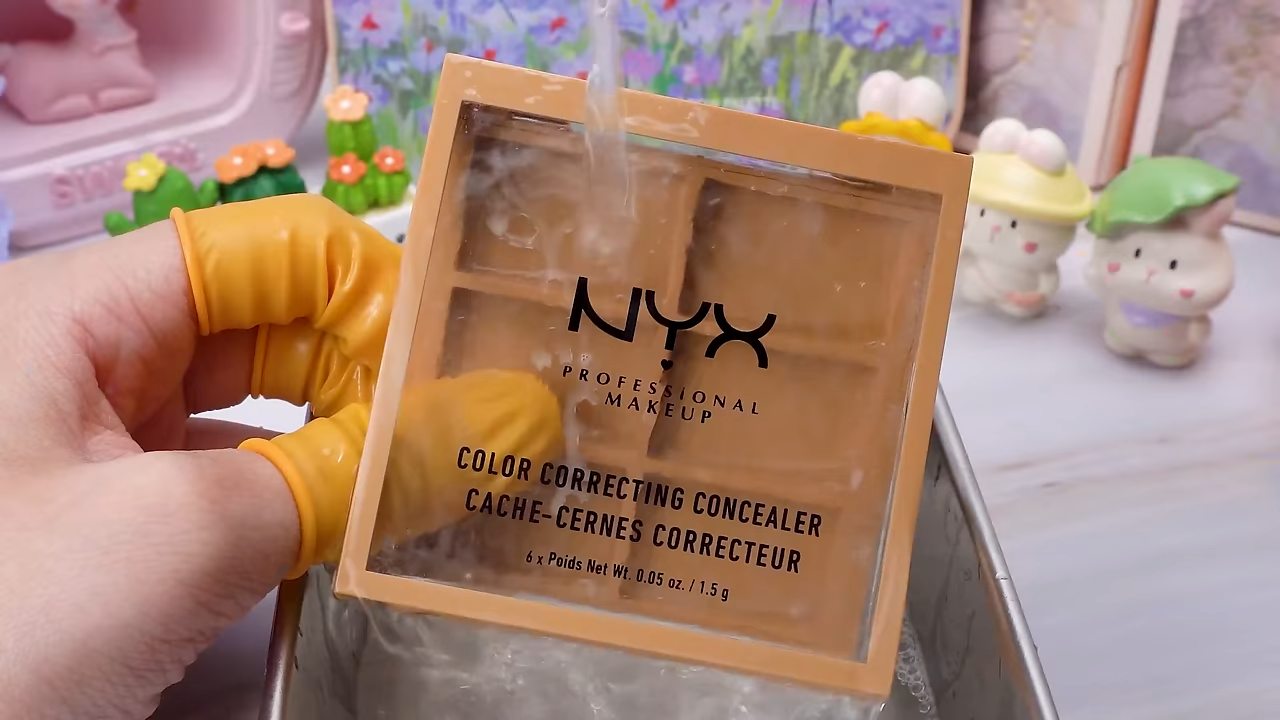 NYX
PROFESSIONAL
MAKEUP
COLOR CORRECTING CONCEALER
CACHE-CERNES CORRECTEUR
6 x Poids Net Wt. 0.05 oz. / 1.5 g